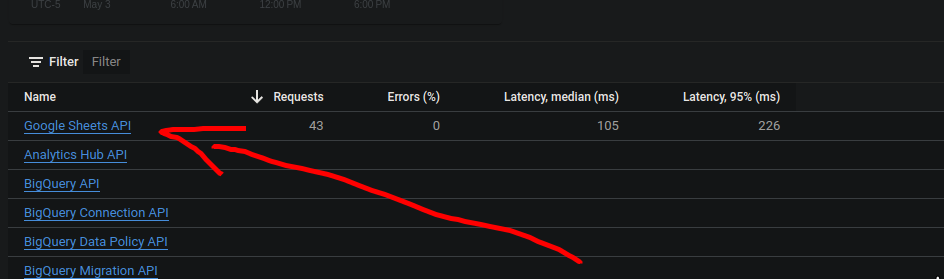 UTC-5 May 3 6:00 AM 12:00 PM 6:00 PM
Filter Filter
Name Requests Errors (%) Latency, median (ms) Latency, 95% (ms)
Google Sheets API 43 0 105 226
Analytics Hub API
BigQuery API
BigQuery Connection API
BigQuery Data Policy API
BigQuery Migration API